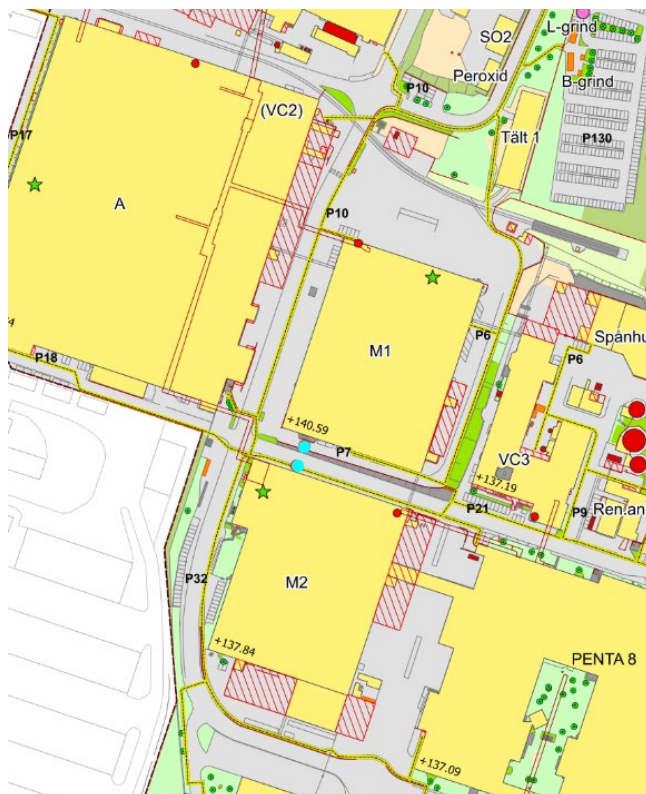 L-grind
SO2
Peroxid
B-grind
P10
(VC2)
Tält 1
P130
P17
A
P10
M1
P6
Spånhu
P6
P18
+140.59
P7
VC3
+137.19
P21
P9
Ren.an
P32
M2
+137.84
PENTA 8
+137.09